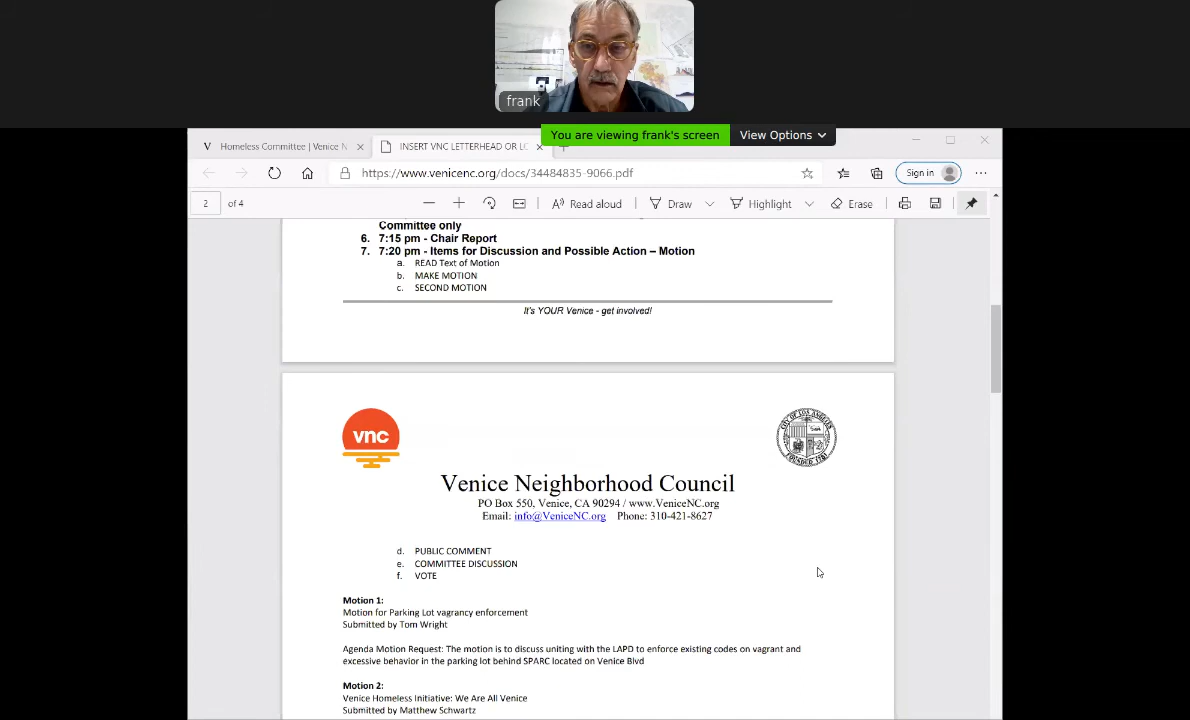 frank
You are viewing frank's screen
View Options
V Homeless Committee | Venice N
INSERT VNC LETTERHEAD OR LC
https://www.venicenc.org/docs/34484835-9066.pdf
Sign in
2 of 4
Read aloud
Draw
Highlight
Erase
Committee only
6. 7:15 pm - Chair Report
7. 7:20 pm - Items for Discussion and Possible Action – Motion
a. READ Text of Motion
b. MAKE MOTION
c. SECOND MOTION
It's YOUR Venice - get involved!
vnc
Venice Neighborhood Council
PO Box 550, Venice, CA 90294 / www.VeniceNC.org
Email: info@VeniceNC.org Phone: 310-421-8627
d. PUBLIC COMMENT
e. COMMITTEE DISCUSSION
f. VOTE
Motion 1:
Motion for Parking Lot vagrancy enforcement
Submitted by Tom Wright
Agenda Motion Request: The motion is to discuss uniting with the LAPD to enforce existing codes on vagrant and
excessive behavior in the parking lot behind SPARC located on Venice Blvd
Motion 2:
Venice Homeless Initiative: We Are All Venice
Submitted by Matthew Schwartz